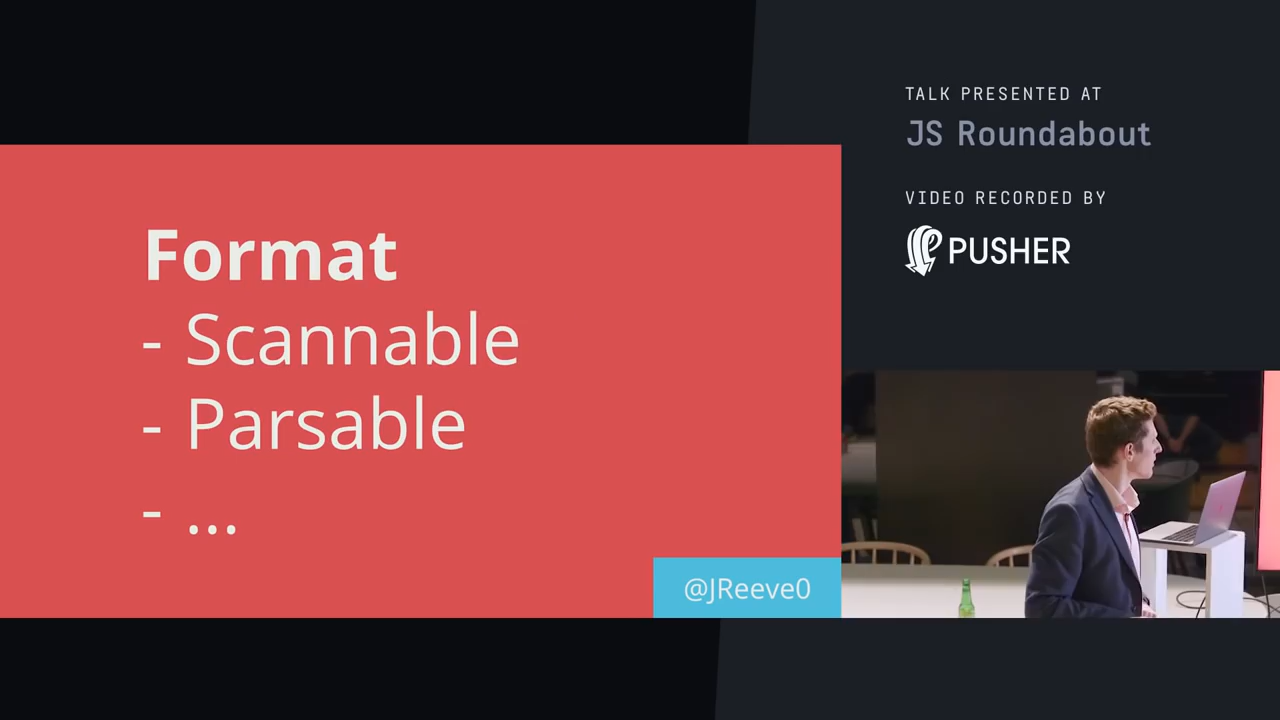 Format
- Scannable
- Parsable
- ...
@JReeve0
TALK PRESENTED AT
JS Roundabout
VIDEO RECORDED BY
PUSHER